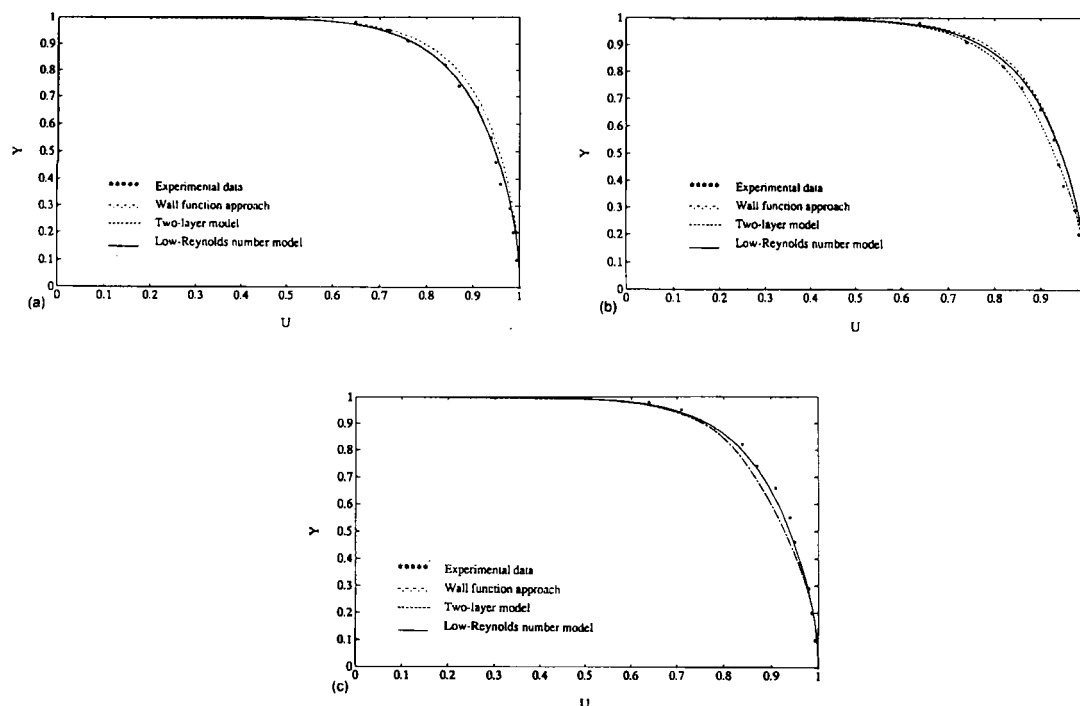 1
0.9
0.8
0.7
0.6
0.5
0.4
0.3
0.2
0.1
0
Y
Experimental data
Wall function approach
Two-layer model
Low-Reynolds number model
0 0.1 0.2 0.3 0.4 0.5 0.6 0.7 0.8 0.9 1
(a)
U
1
0.9
0.8
0.7
0.6
0.5
0.4
0.3
0.2
0.1
0
Y
Experimental data
Wall function approach
Two-layer model
Low-Reynolds number model
0 0.1 0.2 0.3 0.4 0.5 0.6 0.7 0.8 0.9
(b)
U
1
0.9
0.8
0.7
0.6
0.5
0.4
0.3
0.2
0.1
0
Y
Experimental data
Wall function approach
Two-layer model
Low-Reynolds number model
0 0.1 0.2 0.3 0.4 0.5 0.6 0.7 0.8 0.9 1
(c)
U